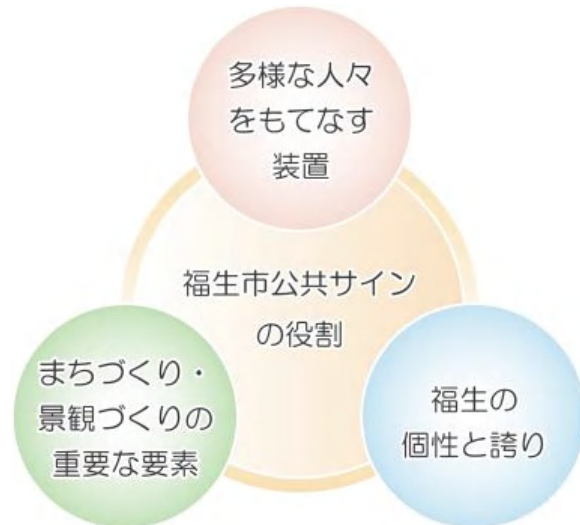 多様な人々
をもてなす
装置
福生市公共サイン
の役割
まちづくり・
景観づくりの
重要な要素
福生の
個性と誇り